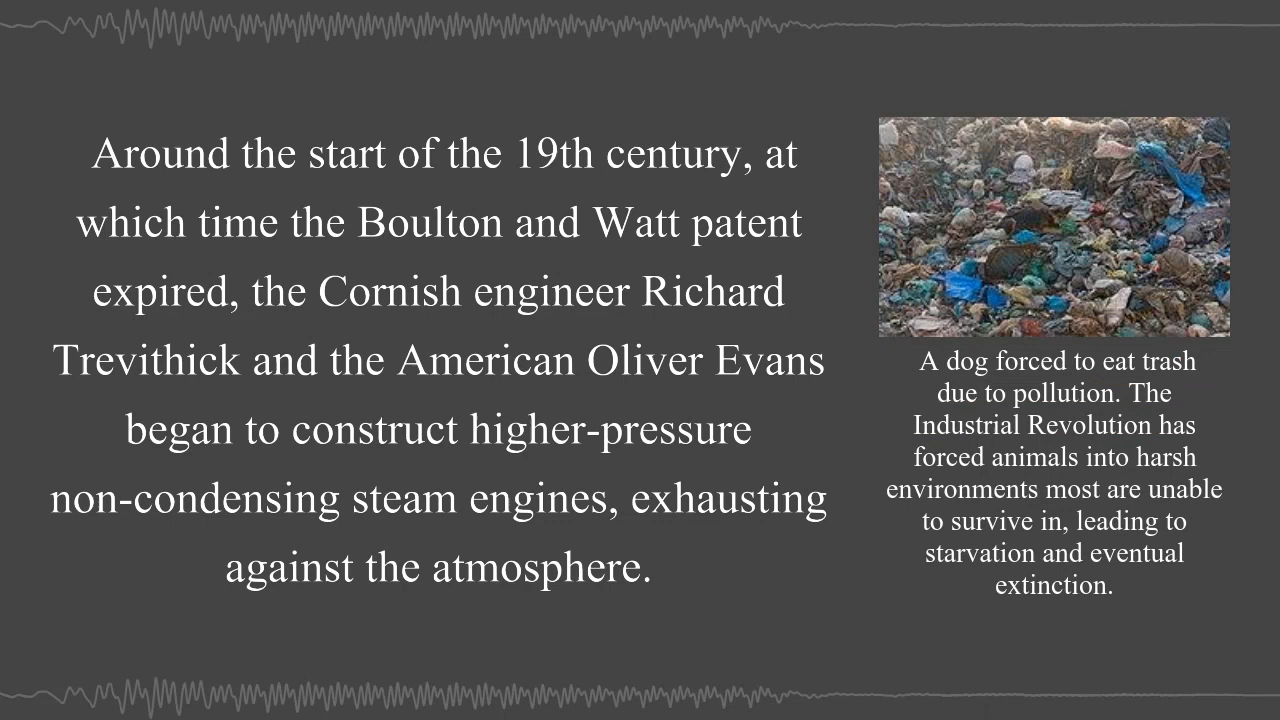 Around the start of the 19th century, at
which time the Boulton and Watt patent
expired, the Cornish engineer Richard
Trevithick and the American Oliver Evans
began to construct higher-pressure
non-condensing steam engines, exhausting
against the atmosphere.
A dog forced to eat trash
due to pollution. The
Industrial Revolution has
forced animals into harsh
environments most are unable
to survive in, leading to
starvation and eventual
extinction.